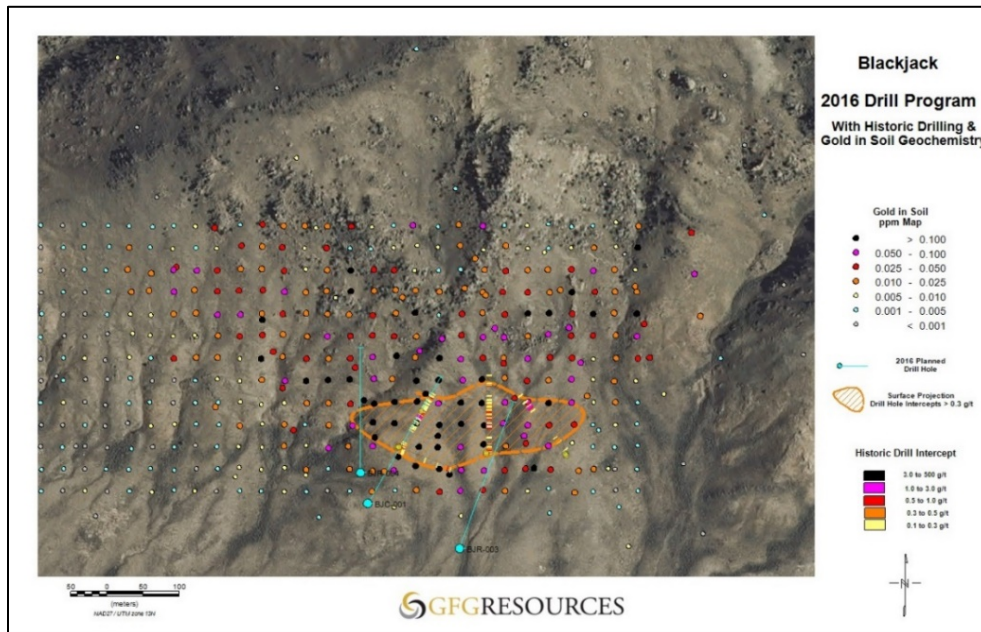 Blackjack
2016 Drill Program
With Historic Drilling &
Gold in Soil Geochemistry
Gold in Soil
ppm Map
> 0.100
0.050 - 0.100
0.025 - 0.050
0.010 - 0.025
0.005 - 0.010
0.001 - 0.005
< 0.001
2016 Planned
Drill Hole
Surface Projection
Drill Hole Intercepts > 0.3 g/t
Historic Drill Intercept
3.0 to 500 g/t
1.0 to 3.0 g/t
0.5 to 1.0 g/t
0.3 to 0.5 g/t
0.1 to 0.3 g/t
N
BJR-003
50 0 50 100
(meters)
NAD27 / UTM zone 13N
GFGRESOURCES